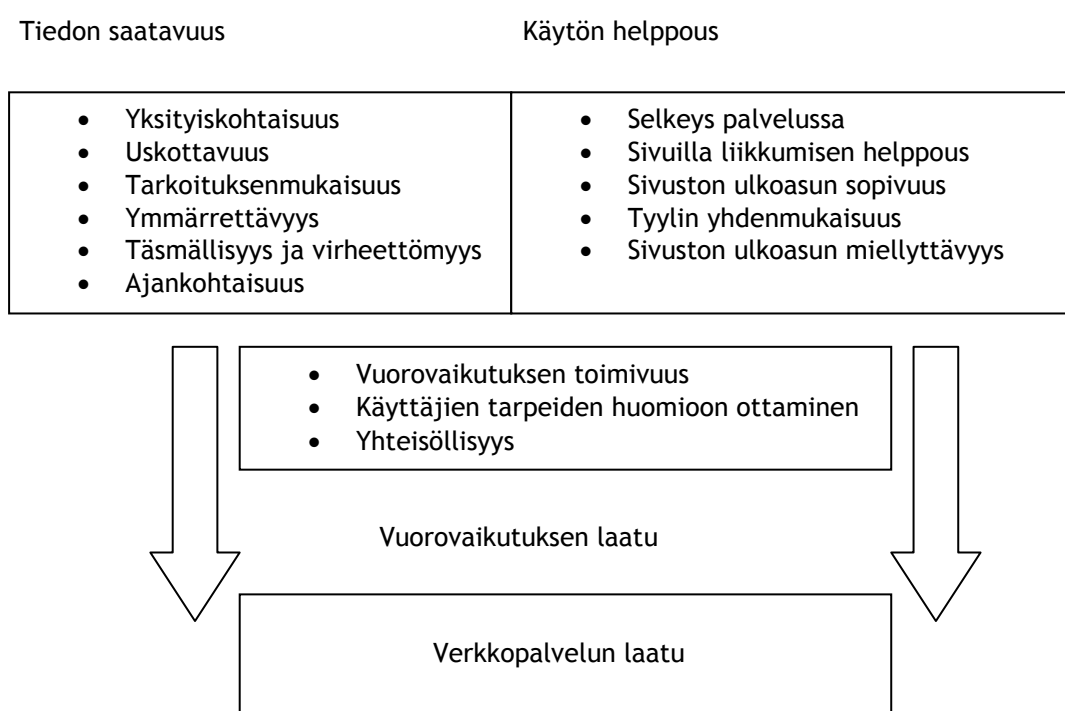 Tiedon saatavuus
Käytön helppous
• Yksityiskohtaisuus
• Uskottavuus
• Tarkoituksenmukaisuus
• Ymmärrettävyys
• Täsmällisyys ja virheettömyys
• Ajankohtaisuus
• Selkeys palvelussa
• Sivuilla liikkumisen helppous
• Sivuston ulkoasun sopivuus
• Tyylin yhdenmukaisuus
• Sivuston ulkoasun miellyttävyys
• Vuorovaikutuksen toimivuus
• Käyttäjien tarpeiden huomioon ottaminen
• Yhteisöllisyys
Vuorovaikutuksen laatu
Verkkopalvelun laatu